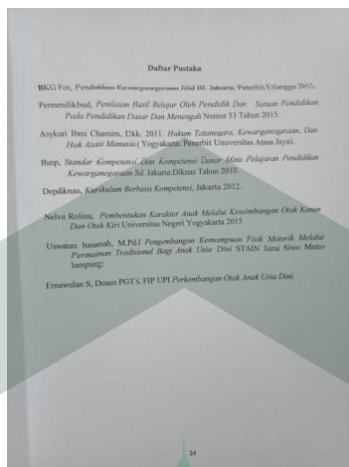 Daftar Pustaka
BKG For, Pendidikan Kewarganegaraan Jilid III. Jakarta. Penerbit Erlangga
Permendikbud, Penilaian Hasil Belajar Oleh Pendidik Dan Satuan Pendidikan
Pada Pendidikan Dasar Dan Menengah Nomor 53 Tahun 2015.
Asykuri Ibnu Chamim, Dkk. 2011. Hukum Tatanegara, Kewarganegaraan, Dan
Hak Azasi Manusia.( Yogyakarta: Penerbit Unuversitas Atma Jaya).
Bsnp, Standar Kompetensi Dan Kompetensi Dasar Mata Pelajaran Pendidikan
Kewarganegaraan Sd. Jakarta:Diknas Tahun 2010.
Depdiknas, Kurikulum Berbasis Kompetensi, Jakarta 2012.
Nelva Rolina, Pembentukan Karakter Anak Melalui Keseimbangan Otak Kanan
Dan Otak Kiri Universitas Negeri Yogyakarta 2015
Uswatun hasanah, M.Pd.I Pengembangan Kemampuan Fisik Motorik Melalui
Permainan Tradisional Bagi Anak Usia Dini STAIN Jurai Siwo Metro
lampung.
Ernawulan S, Dosen PGTK FIP UPI Perkembangan Otak Anak Usia Dini.
26